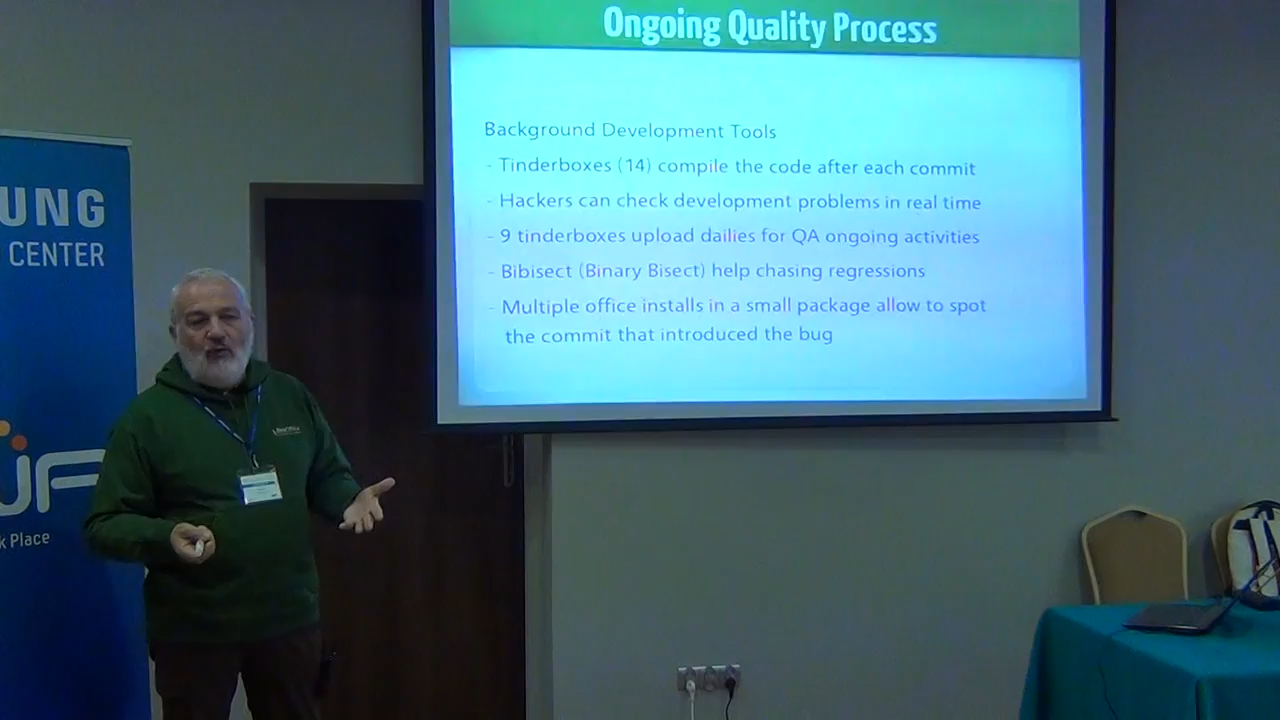 Ongoing Quality Process
Background Development Tools
- Tinderboxes (14) compile the code after each commit
- Hackers can check development problems in real time
- 9 tinderboxes upload dailies for QA ongoing activities
- Bibisect (Binary Bisect) help chasing regressions
- Multiple office installs in a small package allow to spot
the commit that introduced the bug
UNG
CENTER
k Place